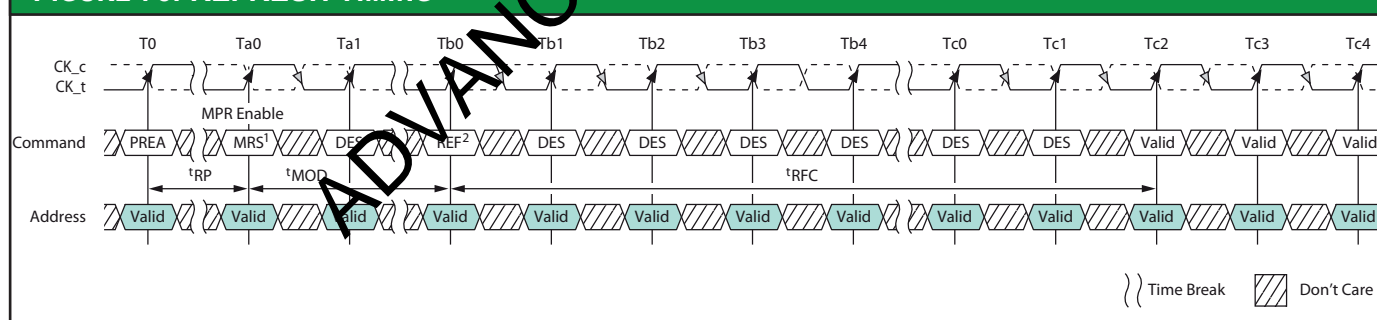 T0 Ta0 Ta1 Tb0 Tb1 Tb2 Tb3 Tb4 Tc0 Tc1 Tc2 Tc3 Tc4
CK_c
CK_t
MPR Enable
Command PREA MRS¹ DES REF² DES DES DES DES DES DES Valid Valid Valid
tRP tMOD tRFC
Address Valid Valid Valid Valid Valid Valid Valid Valid Valid Valid Valid Valid Valid
Time Break Don't Care
ADVANC